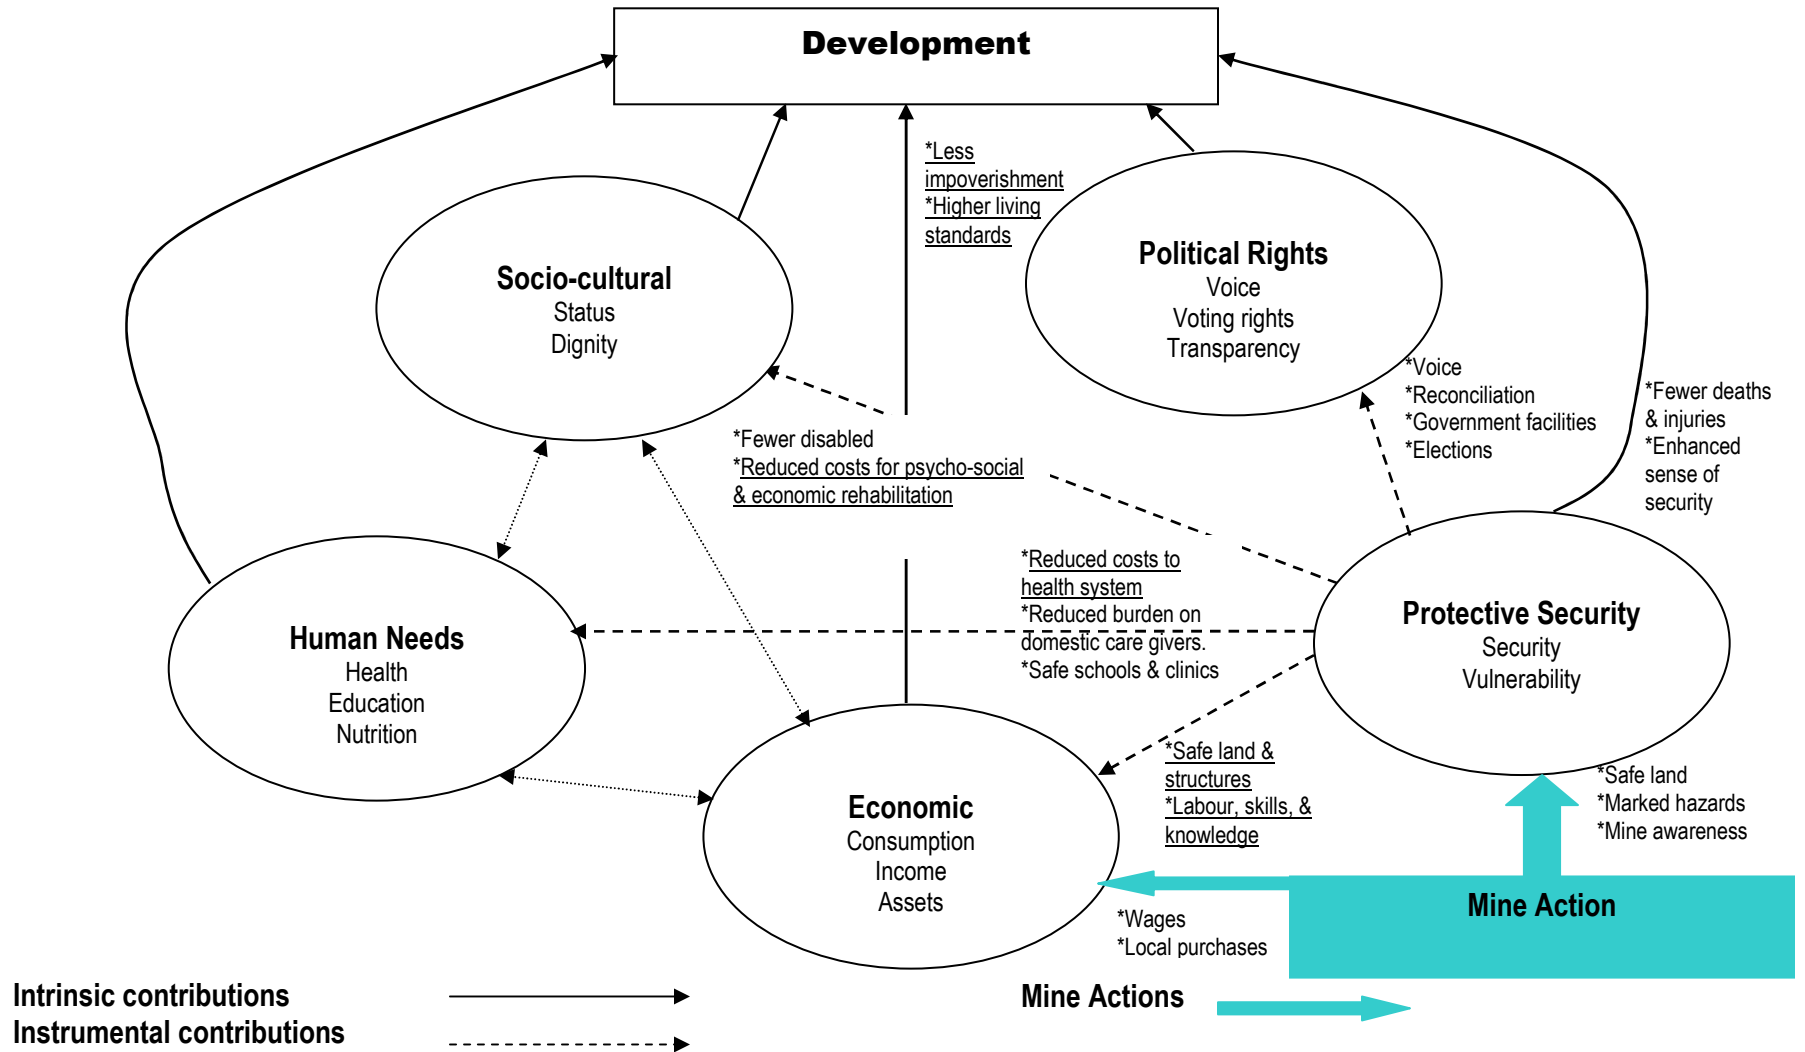 Development
*Less
impoverishment
*Higher living
standards
Socio-cultural
Status
Dignity
Political Rights
Voice
Voting rights
Transparency
*Voice
*Reconciliation
*Government facilities
*Elections
*Fewer deaths
& injuries
*Enhanced
sense of
security
*Fewer disabled
*Reduced costs for psycho-social
& economic rehabilitation
Human Needs
Health
Education
Nutrition
*Reduced costs to
health system
*Reduced burden on
domestic care givers.
*Safe schools & clinics
Protective Security
Security
Vulnerability
Economic
Consumption
Income
Assets
*Safe land &
structures
*Labour, skills, &
knowledge
*Safe land
*Marked hazards
*Mine awareness
*Wages
*Local purchases
Mine Action
Intrinsic contributions
Instrumental contributions
Mine Actions